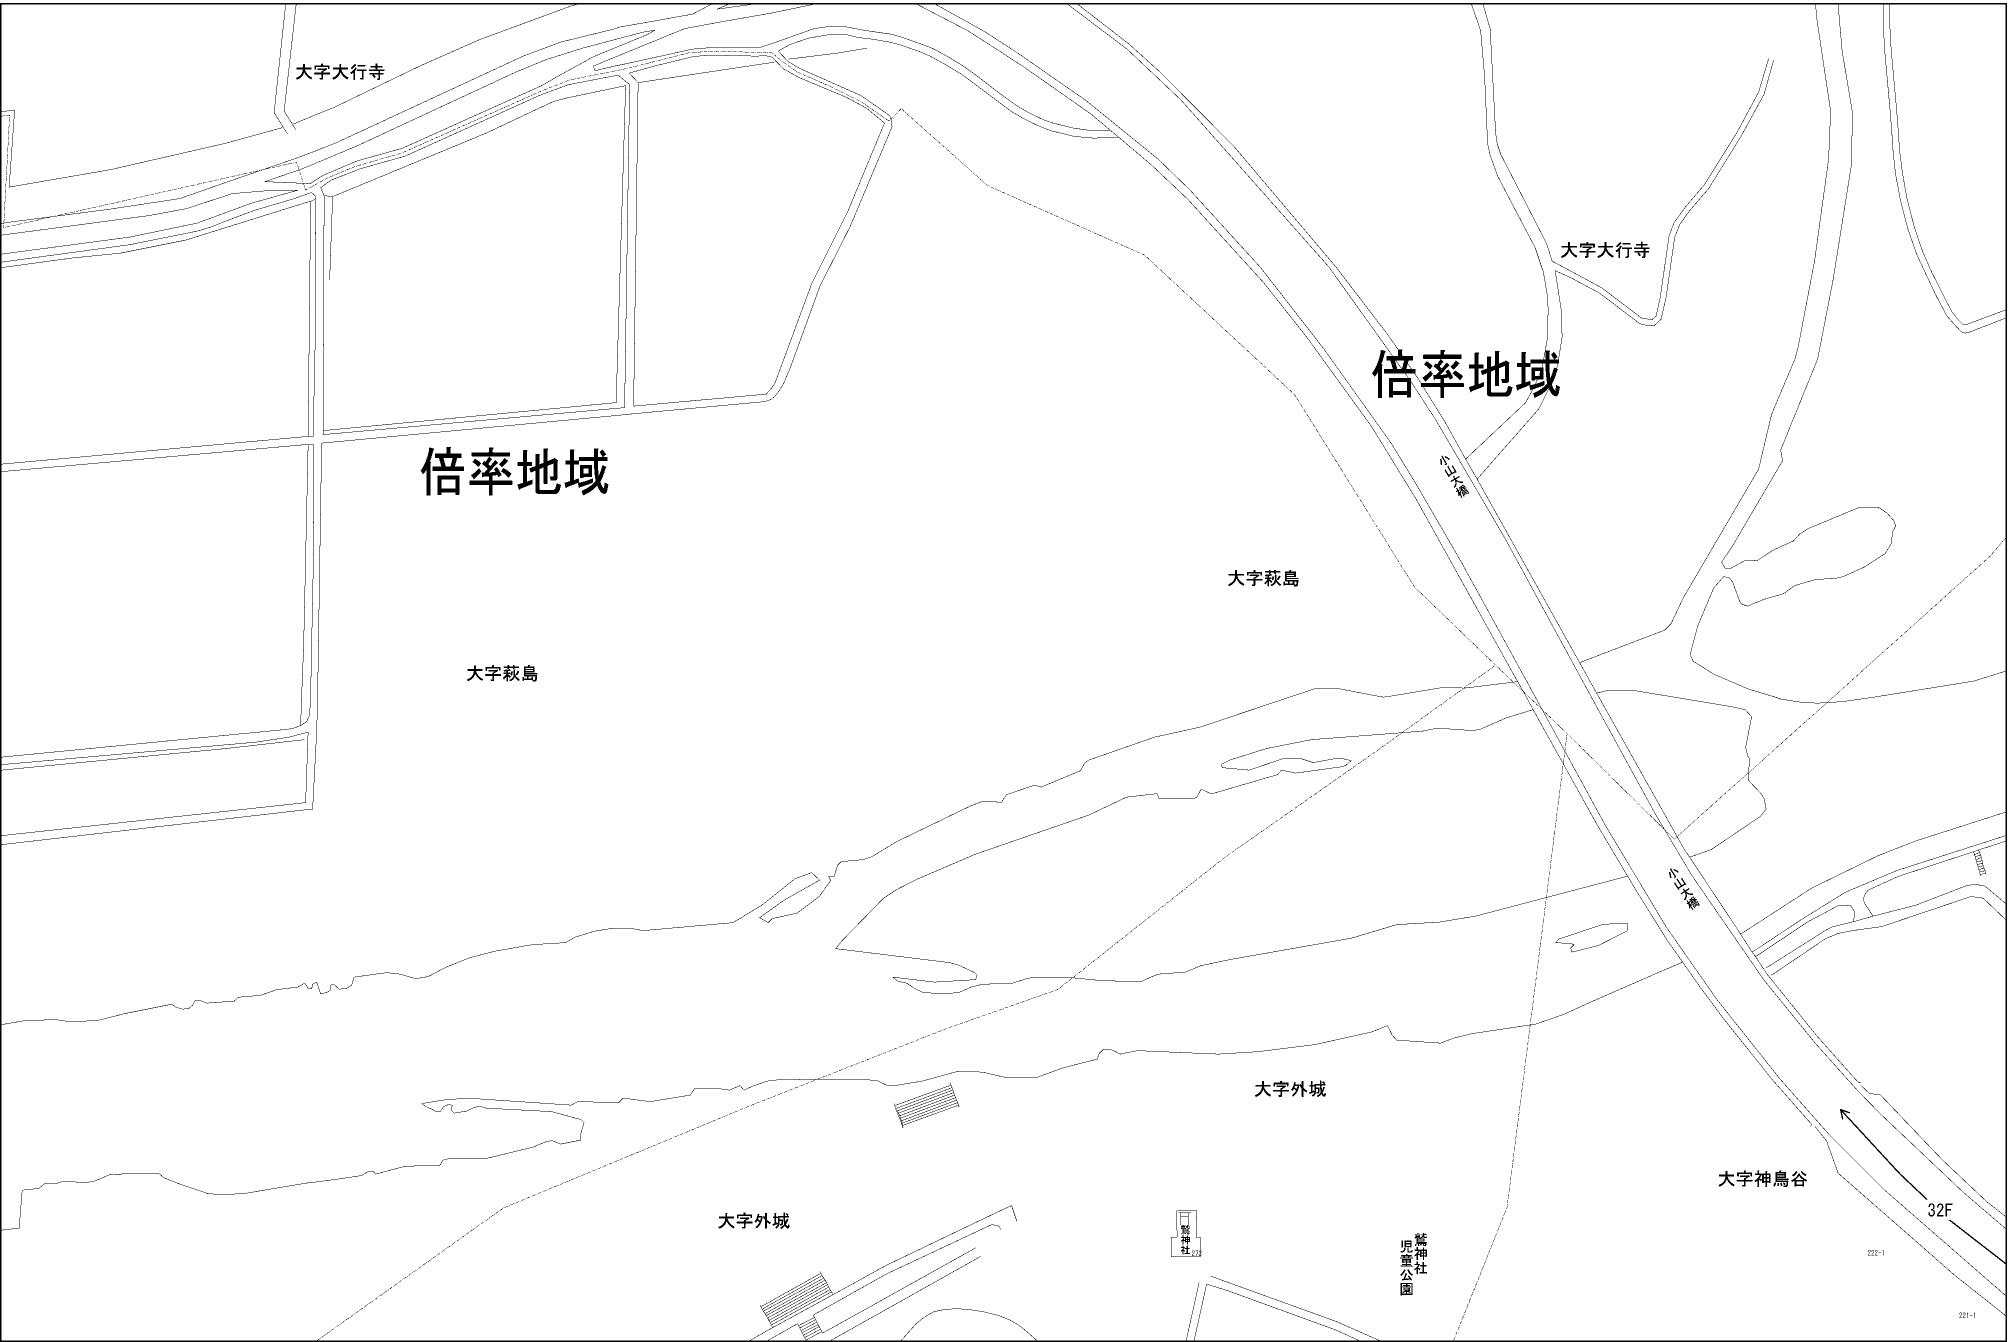 大字大行寺
大字大行寺
倍率地域
倍率地域
小山大橋
大字萩島
大字萩島
小山大橋
大字外城
大字神鳥谷
32F
大字外城
鷲神社
272
鷲神社
児童公園
222-1
221-1